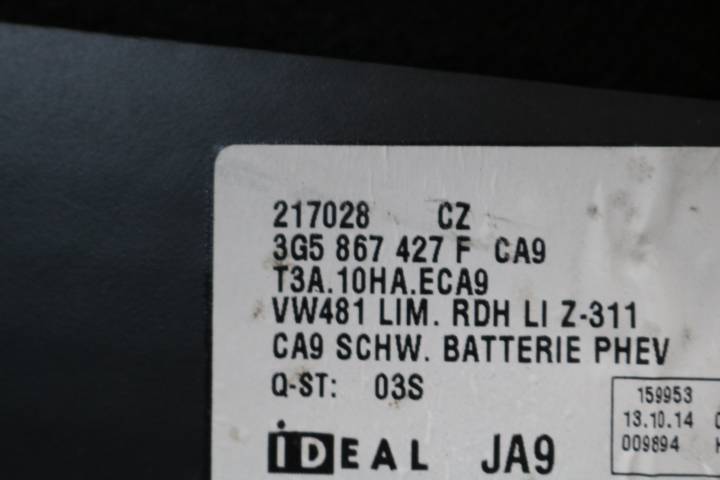 217028 CZ
3G5 867 427 F CA9
T3A.10HA.ECA9
VW481 LIM. RDH LI Z-311
CA9 SCHW. BATTERIE PHEV
Q-ST: 03S
159953
13.10.14
009894
iDEAL JA9